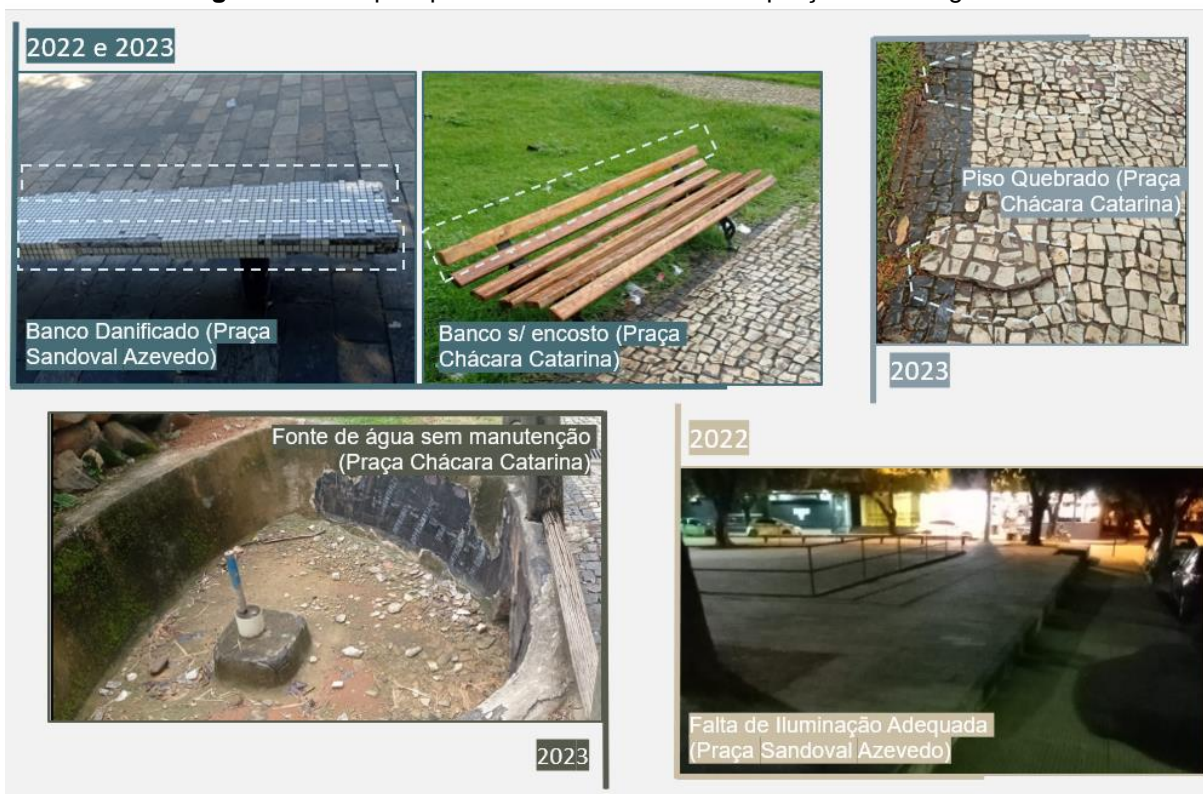 2022 e 2023
Banco Danificado (Praça
Sandoval Azevedo)
Banco s/ encosto (Praça
Chácara Catarina)
Piso Quebrado (Praça
Chácara Catarina)
2023
Fonte de água sem manutenção
(Praça Chácara Catarina)
2023
2022
Falta de Iluminação Adequada
(Praça Sandoval Azevedo)